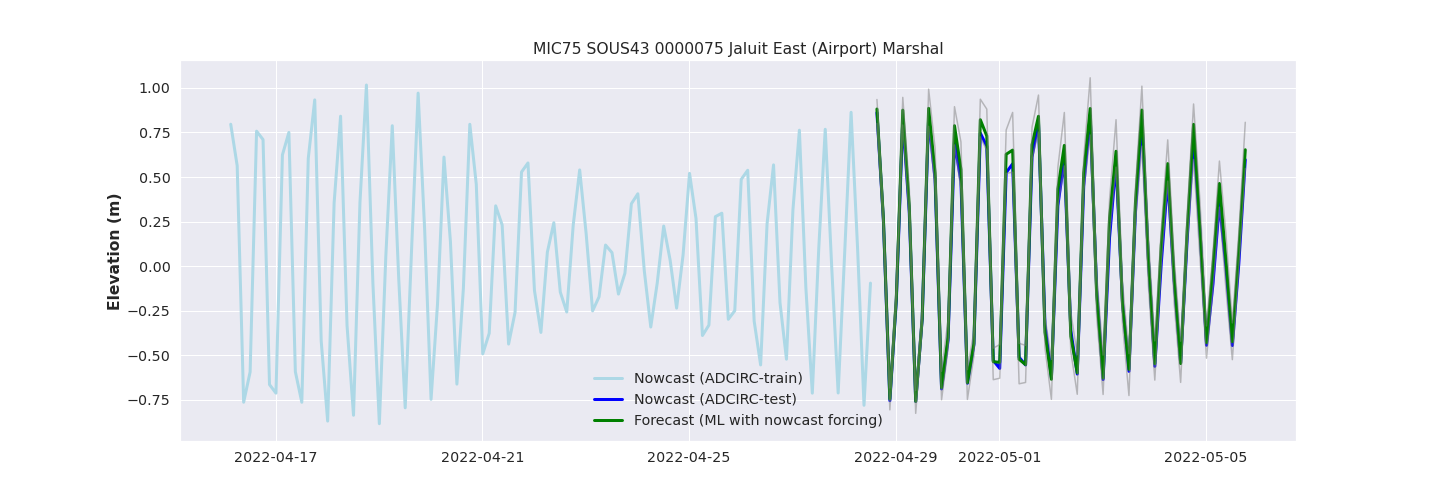 MIC75 SOUS43 0000075 Jaluit East (Airport) Marshal
Elevation (m)
1.00
0.75
0.50
0.25
0.00
−0.25
−0.50
−0.75
Nowcast (ADCIRC-train)
Nowcast (ADCIRC-test)
Forecast (ML with nowcast forcing)
2022-04-17 2022-04-21 2022-04-25 2022-04-29 2022-05-01 2022-05-05